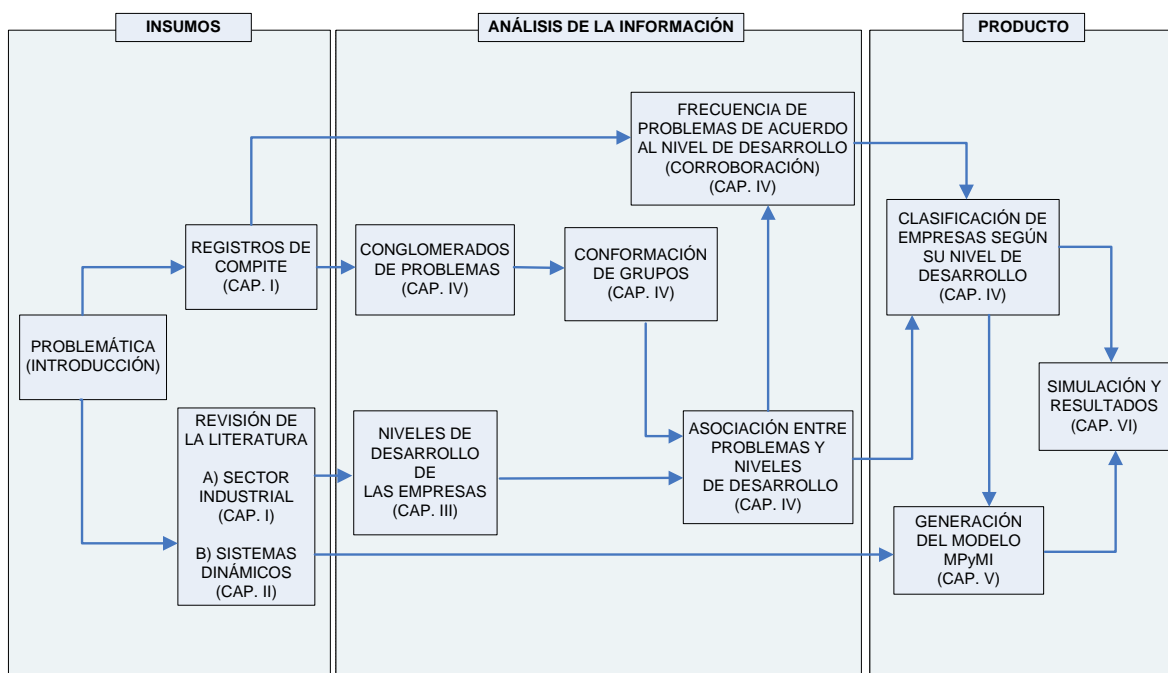 INSUMOS
ANÁLISIS DE LA INFORMACIÓN
PRODUCTO
PROBLEMÁTICA
(INTRODUCCIÓN)
REGISTROS DE
COMPITE
(CAP. I)
REVISIÓN DE
LA LITERATURA
A) SECTOR
INDUSTRIAL
(CAP. I)
B) SISTEMAS
DINÁMICOS
(CAP. II)
CONGLOMERADOS
DE PROBLEMAS
(CAP. IV)
NIVELES DE
DESARROLLO
DE
LAS EMPRESAS
(CAP. III)
CONFORMACIÓN
DE GRUPOS
(CAP. IV)
FRECUENCIA DE
PROBLEMAS DE ACUERDO
AL NIVEL DE DESARROLLO
(CORROBORACIÓN)
(CAP. IV)
ASOCIACIÓN ENTRE
PROBLEMAS Y
NIVELES
DE DESARROLLO
(CAP. IV)
CLASIFICACIÓN DE
EMPRESAS SEGÚN
SU NIVEL DE
DESARROLLO
(CAP. IV)
GENERACIÓN
DEL MODELO
MPyMI
(CAP. V)
SIMULACIÓN Y
RESULTADOS
(CAP. VI)